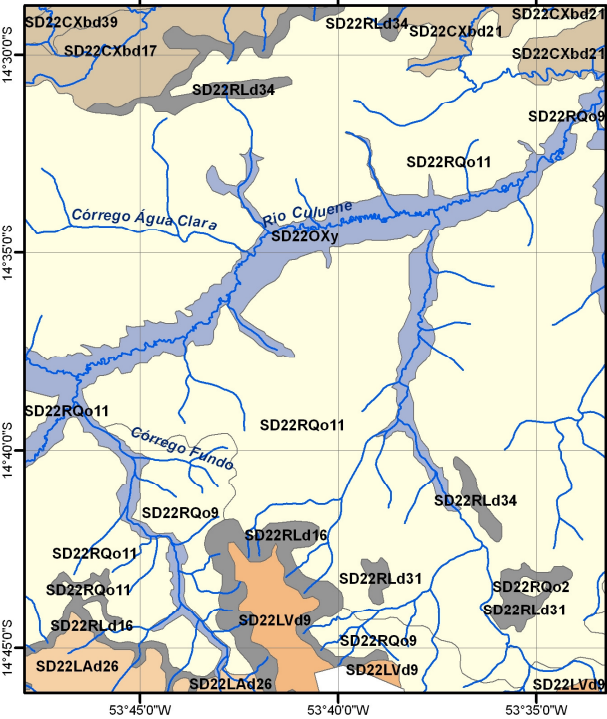 SD22CXbd39
SD22RLd34
SD22CXbd21
SD22CXbd21
SD22CXbd17
SD22CXbd21
14°30'0"S
SD22RLd34
SD22RQo9
SD22RQo11
Córrego Água Clara
Rio Culuene
SD22OXy
14°35'0"S
SD22RQo11
SD22RQo11
Córrego Fundo
14°40'0"S
SD22RLd34
SD22RQo9
SD22RLd16
SD22RQo11
SD22RLd31
SD22RQo2
SD22RQo11
SD22RLd31
SD22LVd9
SD22RLd16
SD22RQo9
14°45'0"S
SD22LAd26
SD22LVd9
SD22LAd26
SD22LVd9
53°45'0"W
53°40'0"W
53°35'0"W